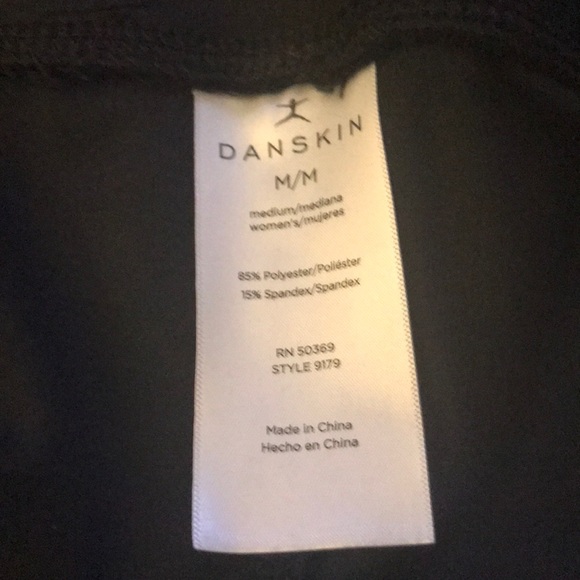 DANSKIN
M/M
medium/mediana
women's/mujeres
85% Polyester/Poliéster
15% Spandex/Spandex
RN 50369
STYLE 9179
Made in China
Hecho en China